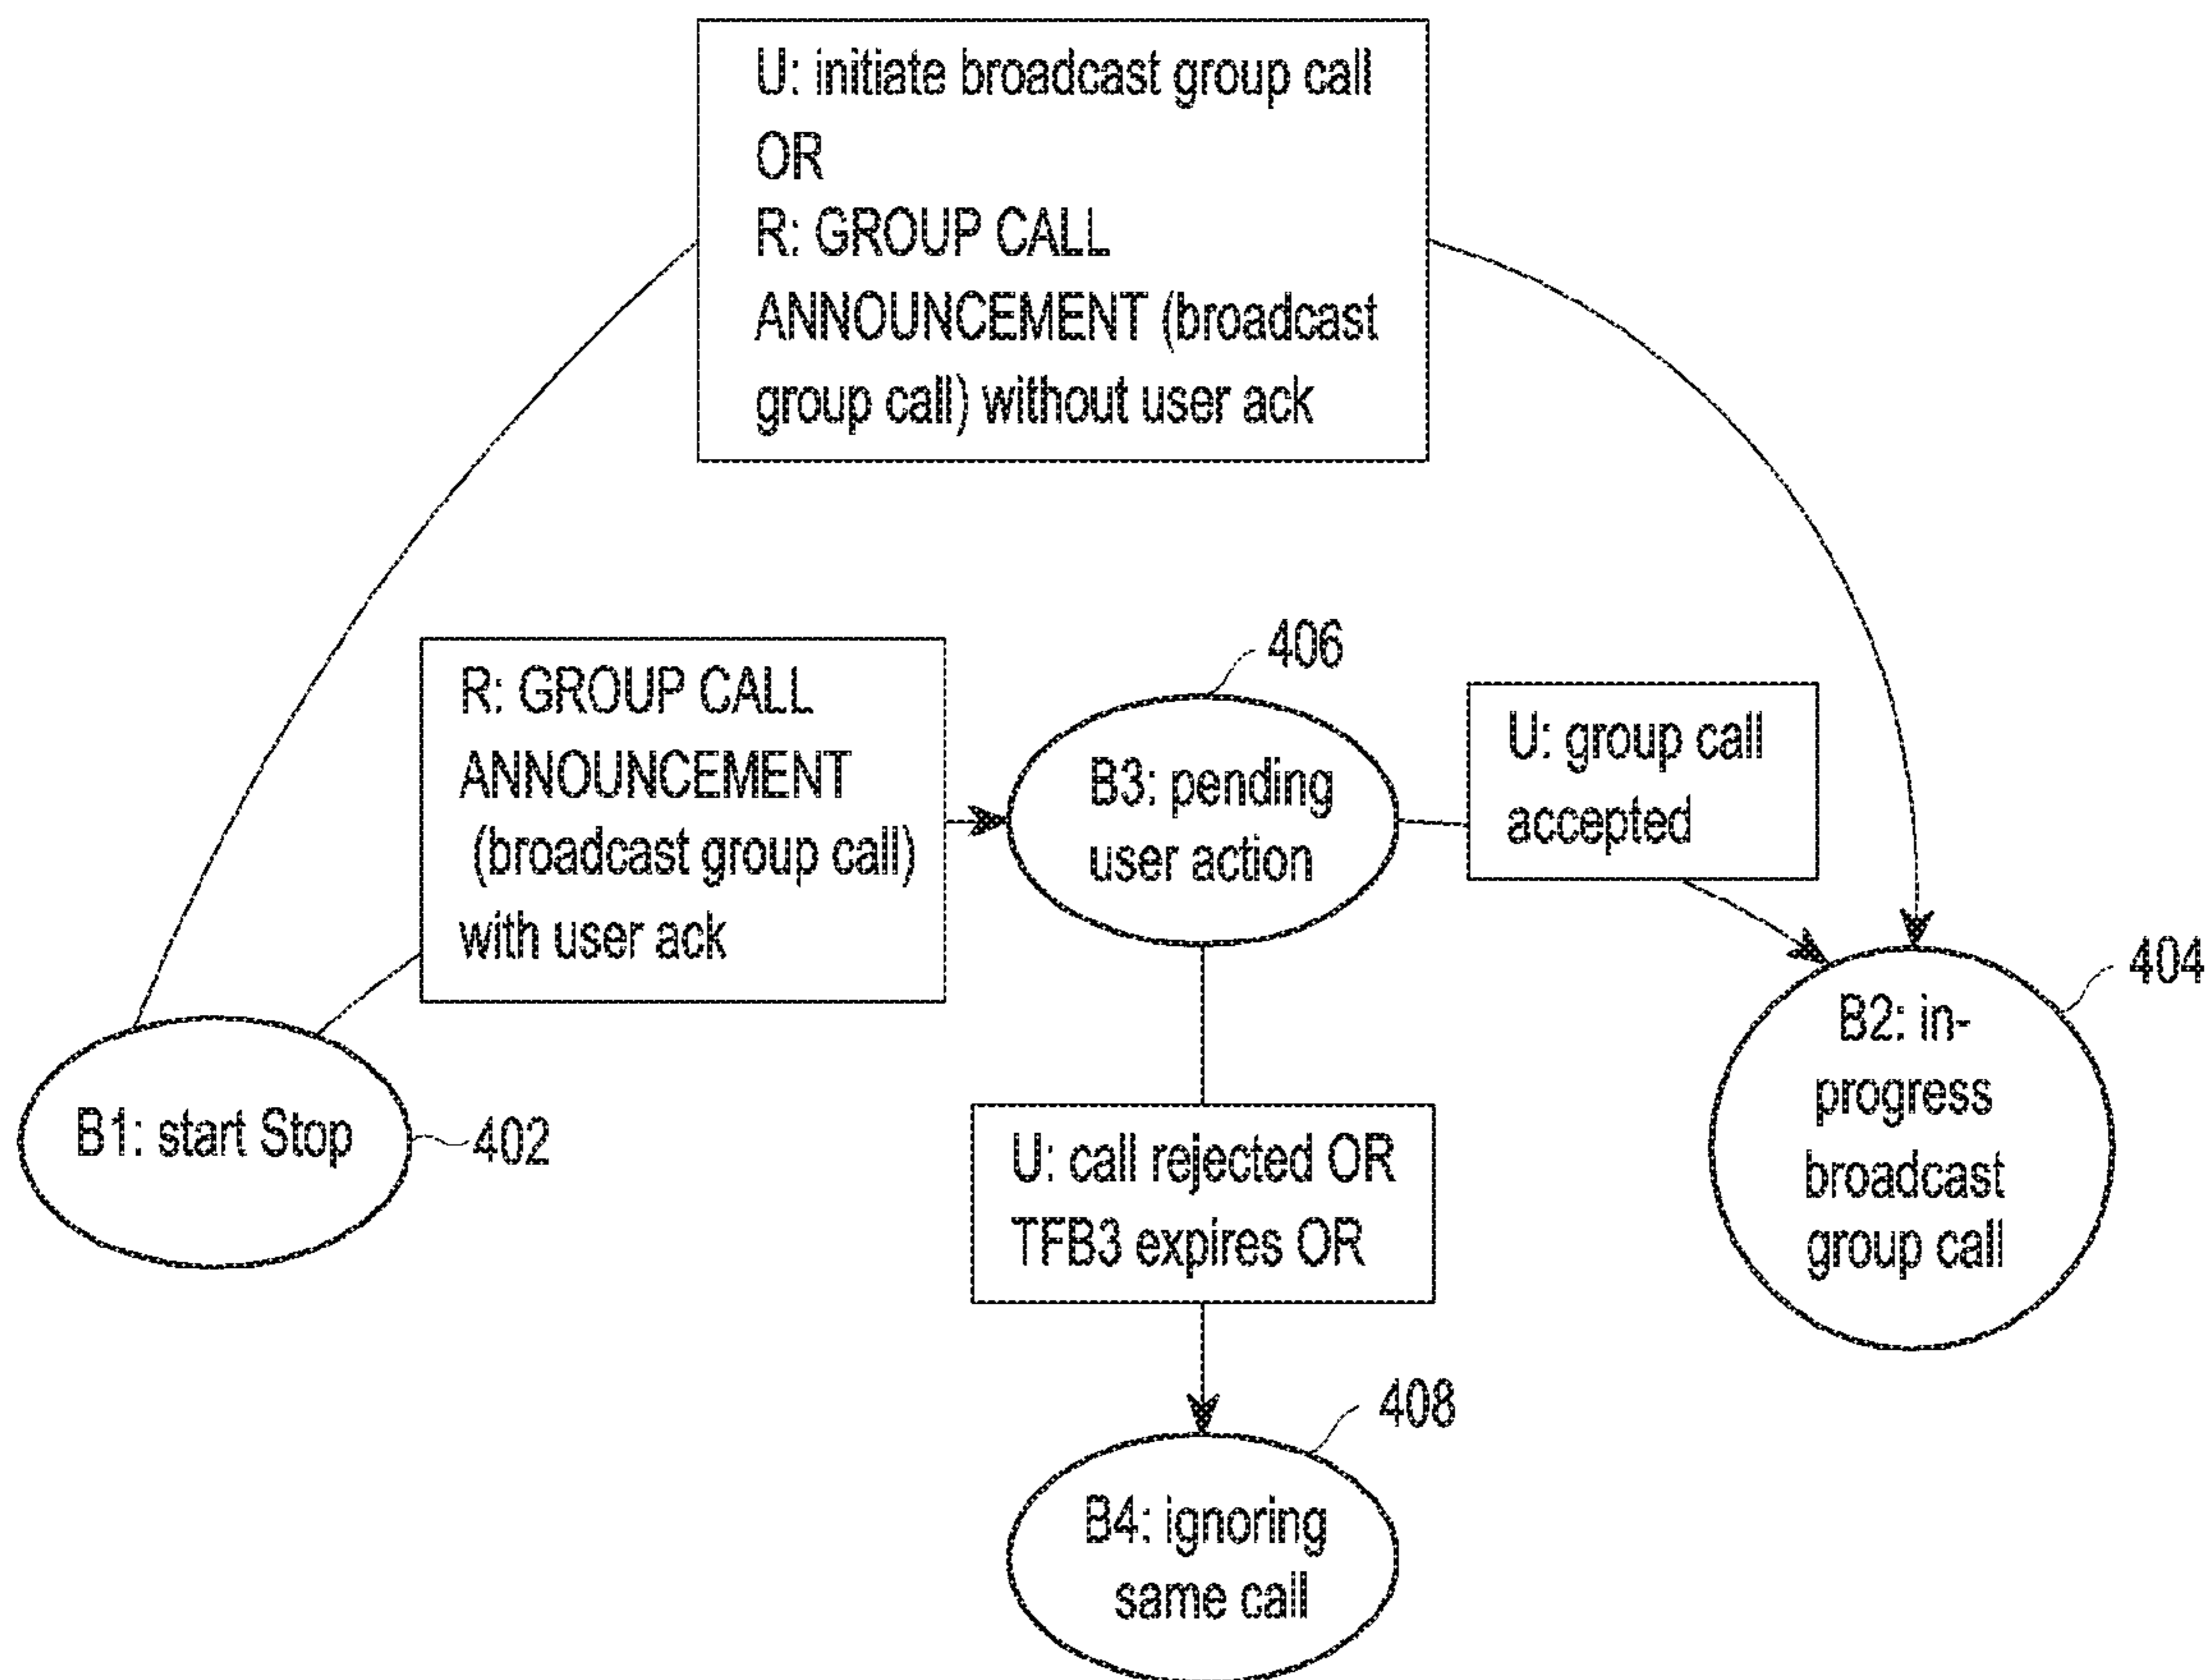 U: initiate broadcast group call
OR
R: GROUP CALL
ANNOUNCEMENT (broadcast
group call) without user ack
406
R: GROUP CALL
ANNOUNCEMENT
(broadcast group call)
with user ack
B3: pending
user action
U: group call
accepted
404
B2: in-
progress
broadcast
group call
B1: start Stop
402
U: call rejected OR
TFB3 expires OR
408
B4: ignoring
same call